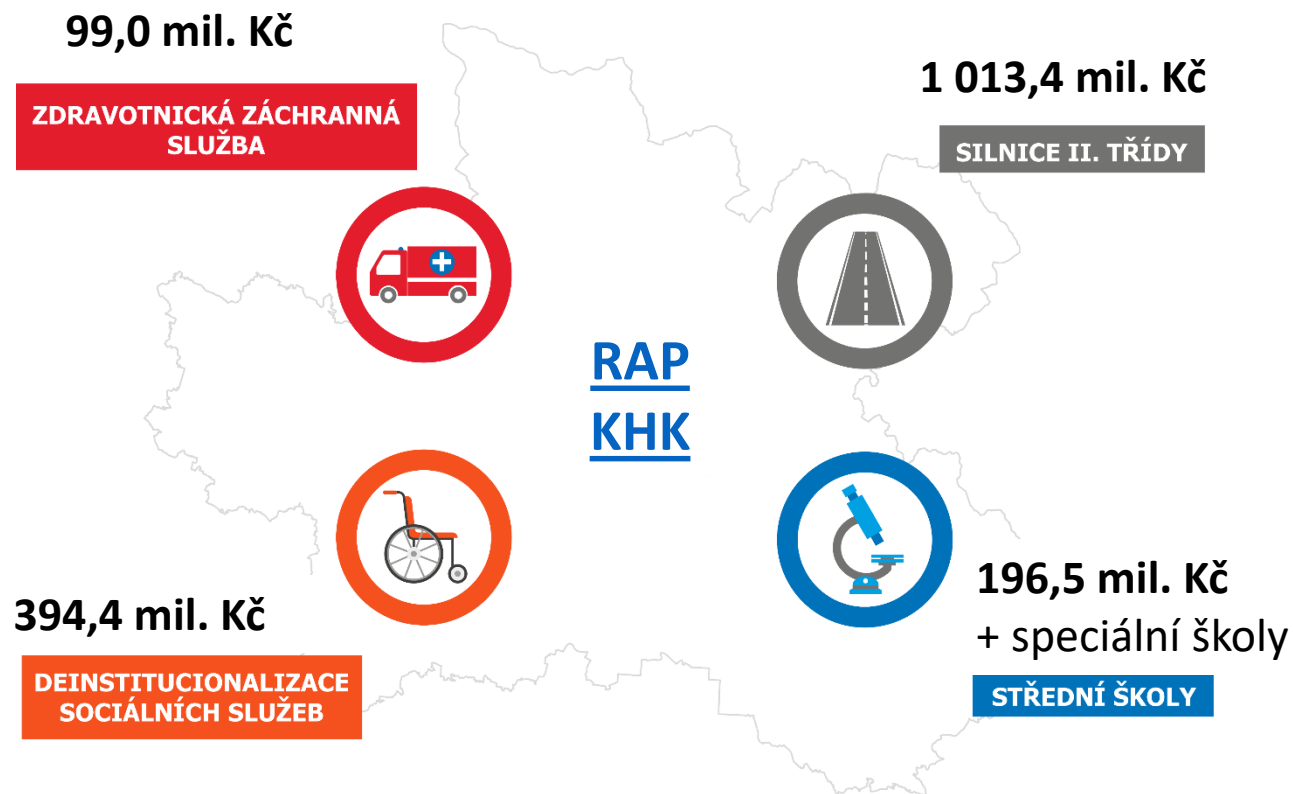 99,0 mil. Kč
ZDRAVOTNICKÁ ZÁCHRANNÁ
SLUŽBA
1 013,4 mil. Kč
SILNICE II. TŘÍDY
RAP
KHK
394,4 mil. Kč
DEINSTITUCIONALIZACE
SOCIÁLNÍCH SLUŽEB
196,5 mil. Kč
+ speciální školy
STŘEDNÍ ŠKOLY